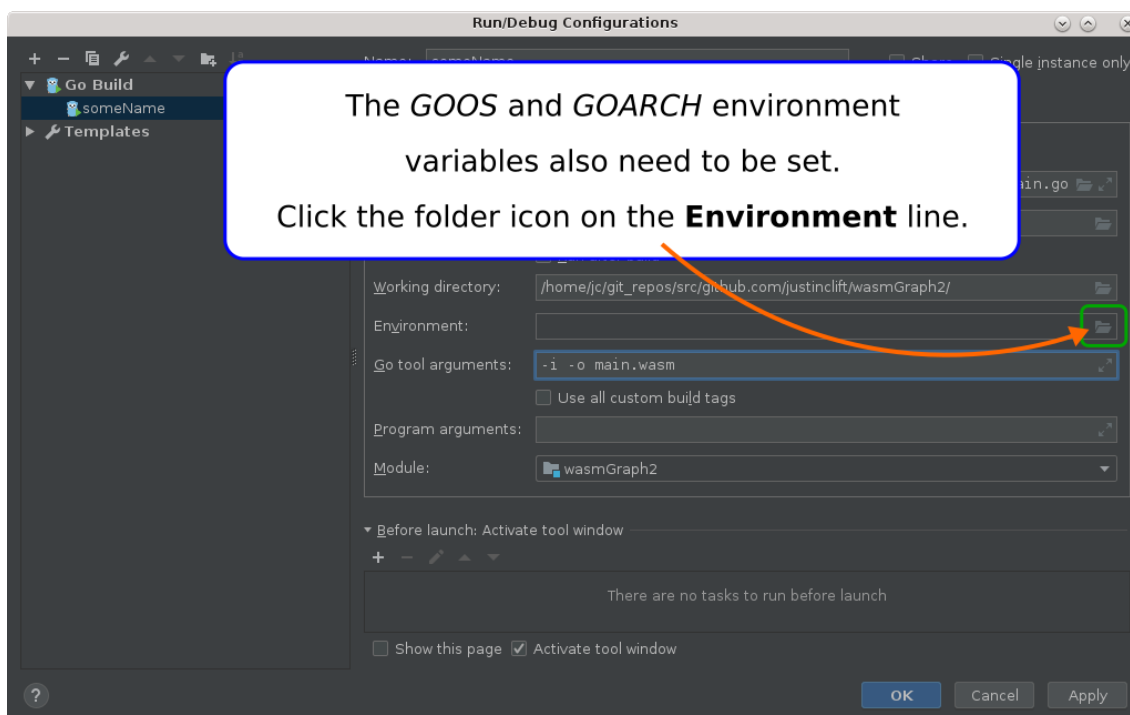 Run/Debug Configurations
Go Build
someName
Templates
The GOOS and GOARCH environment
variables also need to be set.
Click the folder icon on the Environment line.
instance only
ain.go
Working directory: /home/jc/git_repos/src/github.com/justinclift/wasmGraph2/
Environment:
Go tool arguments: -i -o main.wasm
Use all custom build tags
Program arguments:
Module: wasmGraph2
Before launch: Activate tool window
There are no tasks to run before launch
Show this page Activate tool window
? OK Cancel Apply